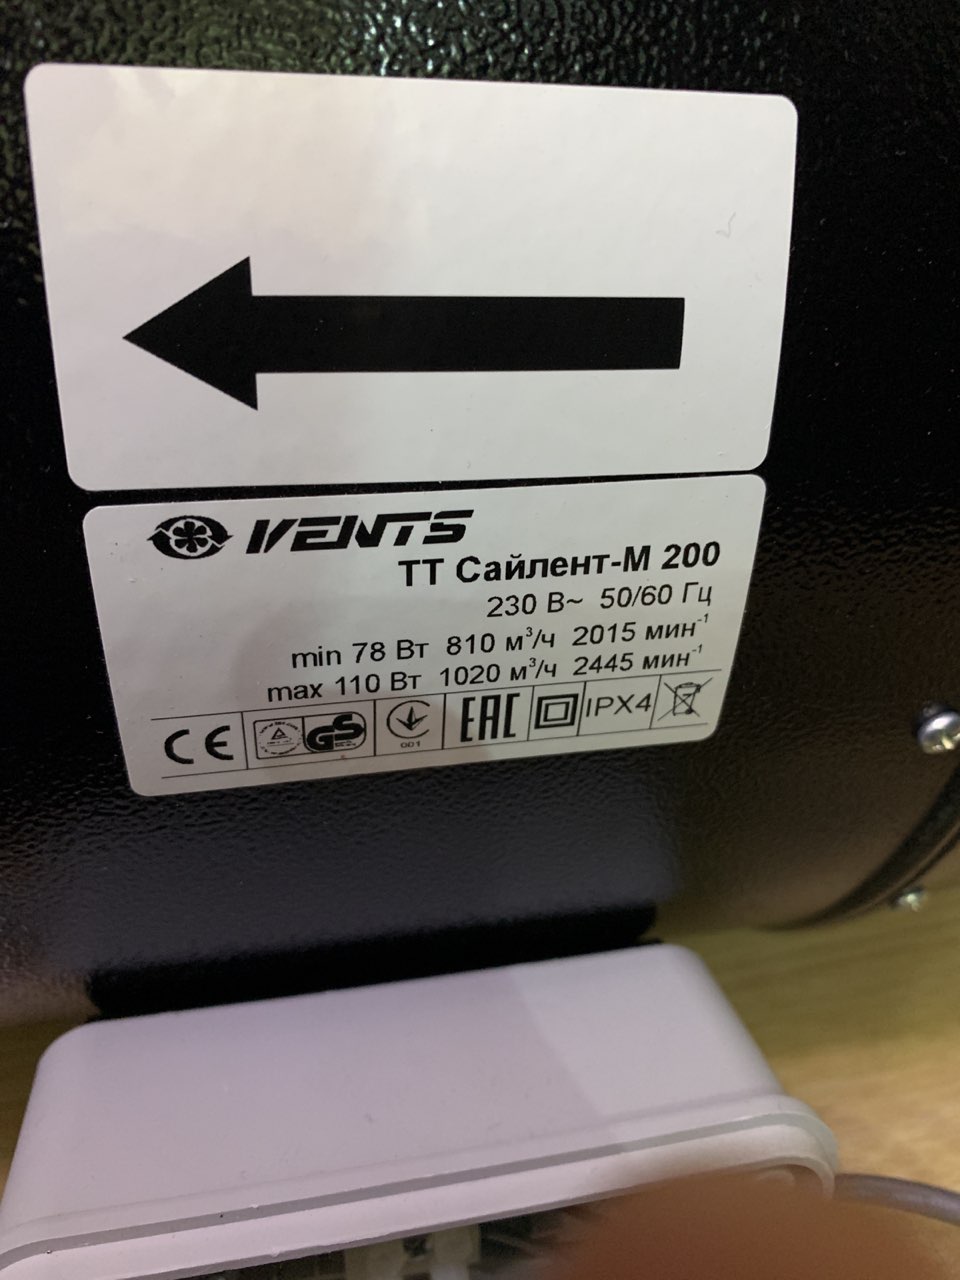 VENTS
ТТ Сайлент-М 200
230 В~ 50/60 Гц
min 78 Вт 810 м³/ч 2015 мин⁻¹
max 110 Вт 1020 м³/ч 2445 мин⁻¹
CE GS 001 EAC IPX4